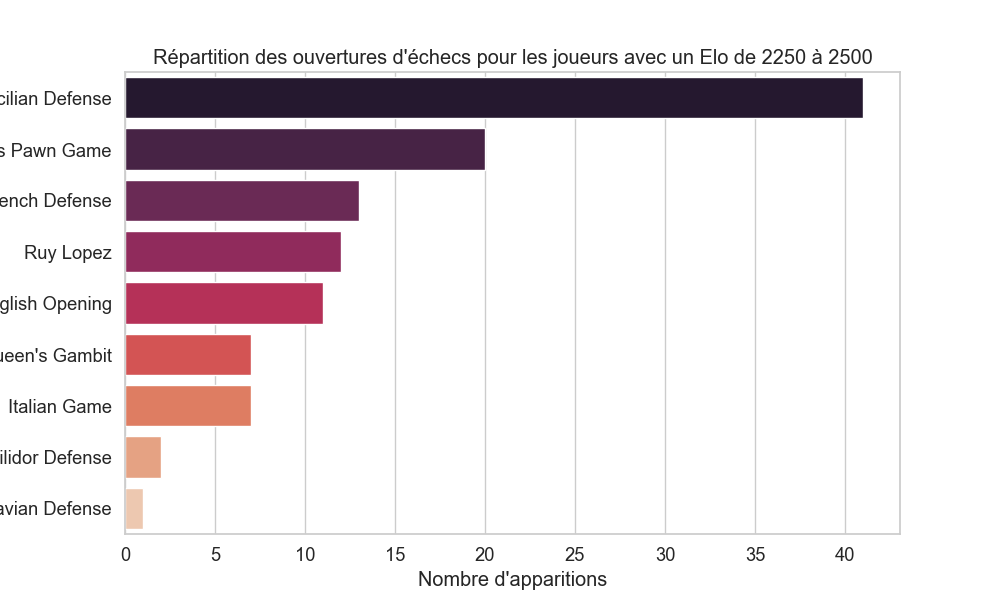 Répartition des ouvertures d'échecs pour les joueurs avec un Elo de 2250 à 2500
cilian Defense
s Pawn Game
ench Defense
Ruy Lopez
glish Opening
ueen's Gambit
Italian Game
ilidor Defense
avian Defense
0 5 10 15 20 25 30 35 40
Nombre d'apparitions